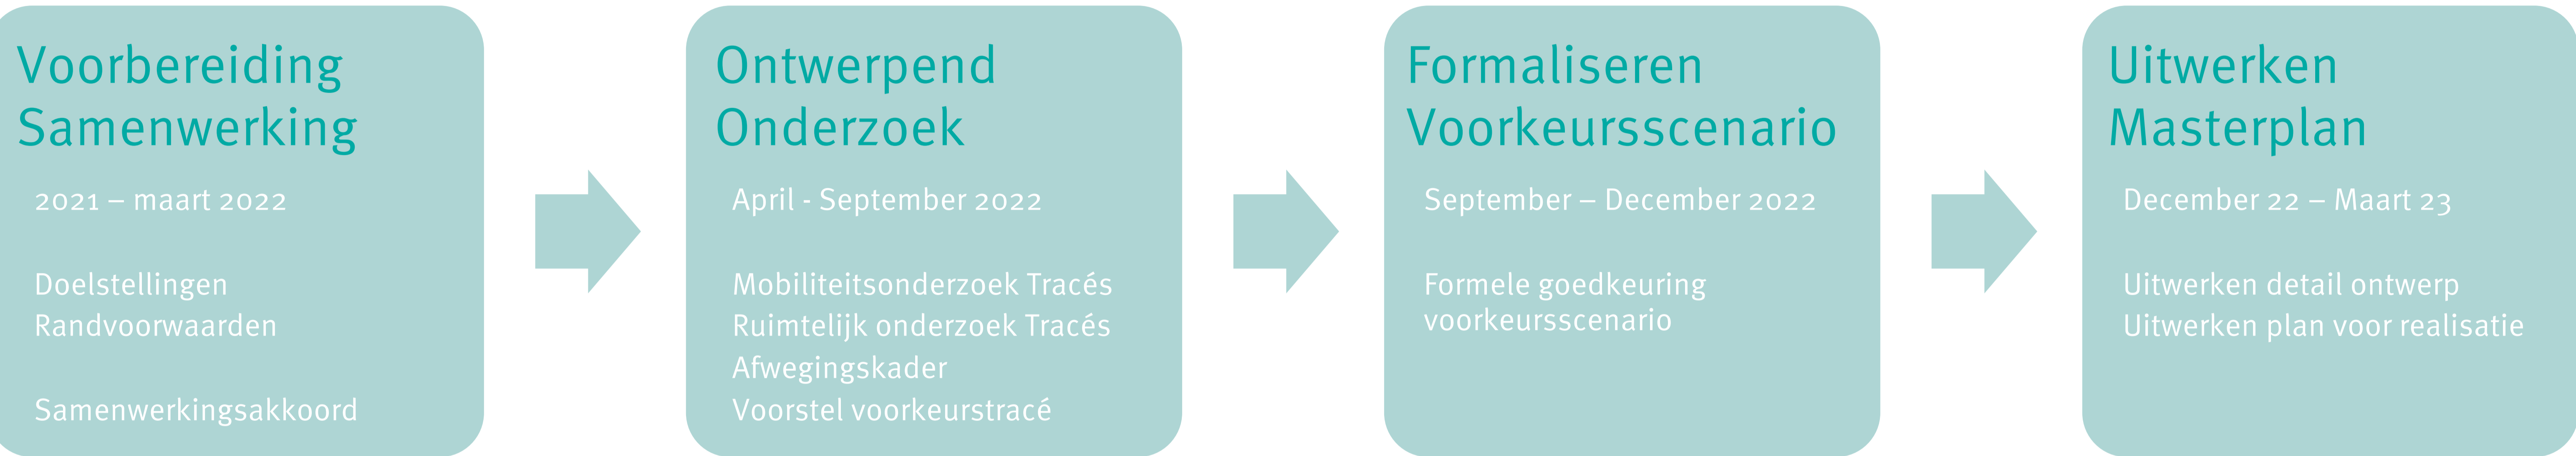 Voorbereiding
Samenwerking
2021 – maart 2022
Doelstellingen
Randvoorwaarden
Samenwerkingsakkoord
Ontwerpend
Onderzoek
April - September 2022
Mobiliteitsonderzoek Tracés
Ruimtelijk onderzoek Tracés
Afwegingskader
Voorstel voorkeurstracé
Formaliseren
Voorkeursscenario
September – December 2022
Formele goedkeuring
voorkeursscenario
Uitwerken
Masterplan
December 22 – Maart 23
Uitwerken detail ontwerp
Uitwerken plan voor realisatie